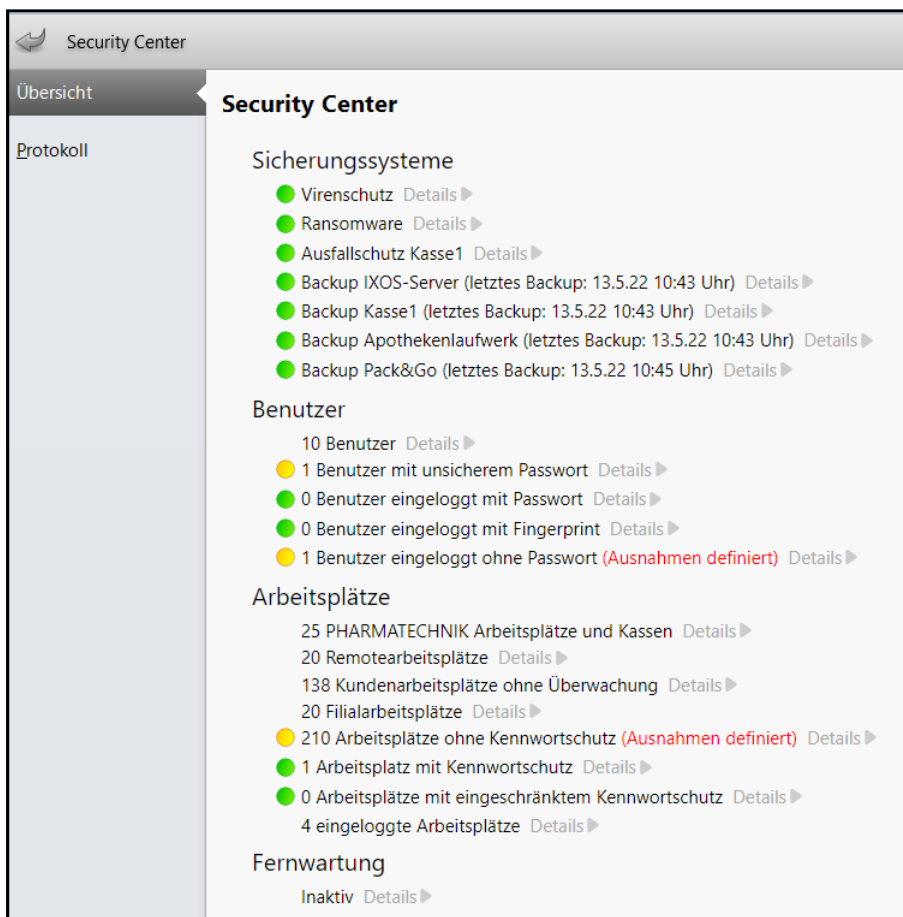 Security Center
Übersicht
Protokoll
Security Center
Sicherungssysteme
Virenschutz Details
Ransomware Details
Ausfallschutz Kasse1 Details
Backup IXOS-Server (letztes Backup: 13.5.22 10:43 Uhr) Details
Backup Kasse1 (letztes Backup: 13.5.22 10:43 Uhr) Details
Backup Apothekenlaufwerk (letztes Backup: 13.5.22 10:43 Uhr) Details
Backup Pack&Go (letztes Backup: 13.5.22 10:45 Uhr) Details
Benutzer
10 Benutzer Details
1 Benutzer mit unsicherem Passwort Details
0 Benutzer eingeloggt mit Passwort Details
0 Benutzer eingeloggt mit Fingerprint Details
1 Benutzer eingeloggt ohne Passwort (Ausnahmen definiert) Details
Arbeitsplätze
25 PHARMATECHNIK Arbeitsplätze und Kassen Details
20 Remotearbeitsplätze Details
138 Kundenarbeitsplätze ohne Überwachung Details
20 Filialarbeitsplätze Details
210 Arbeitsplätze ohne Kennwortschutz (Ausnahmen definiert) Details
1 Arbeitsplatz mit Kennwortschutz Details
0 Arbeitsplätze mit eingeschränktem Kennwortschutz Details
4 eingeloggte Arbeitsplätze Details
Fernwartung
Inaktiv Details